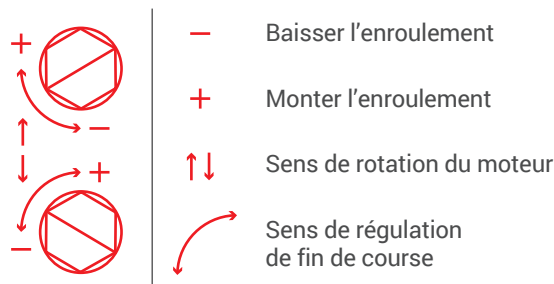 +
−
+
−
− Baisser l'enroulement
+ Monter l'enroulement
↑↓ Sens de rotation du moteur
Sens de régulation
de fin de course